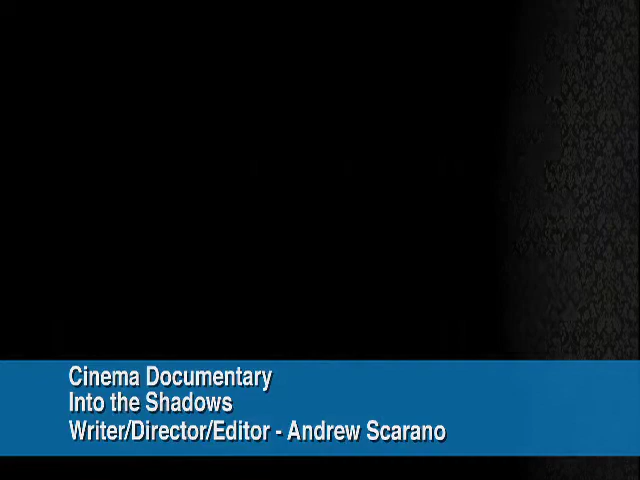 Cinema Documentary
Into the Shadows
Writer/Director/Editor - Andrew Scarano